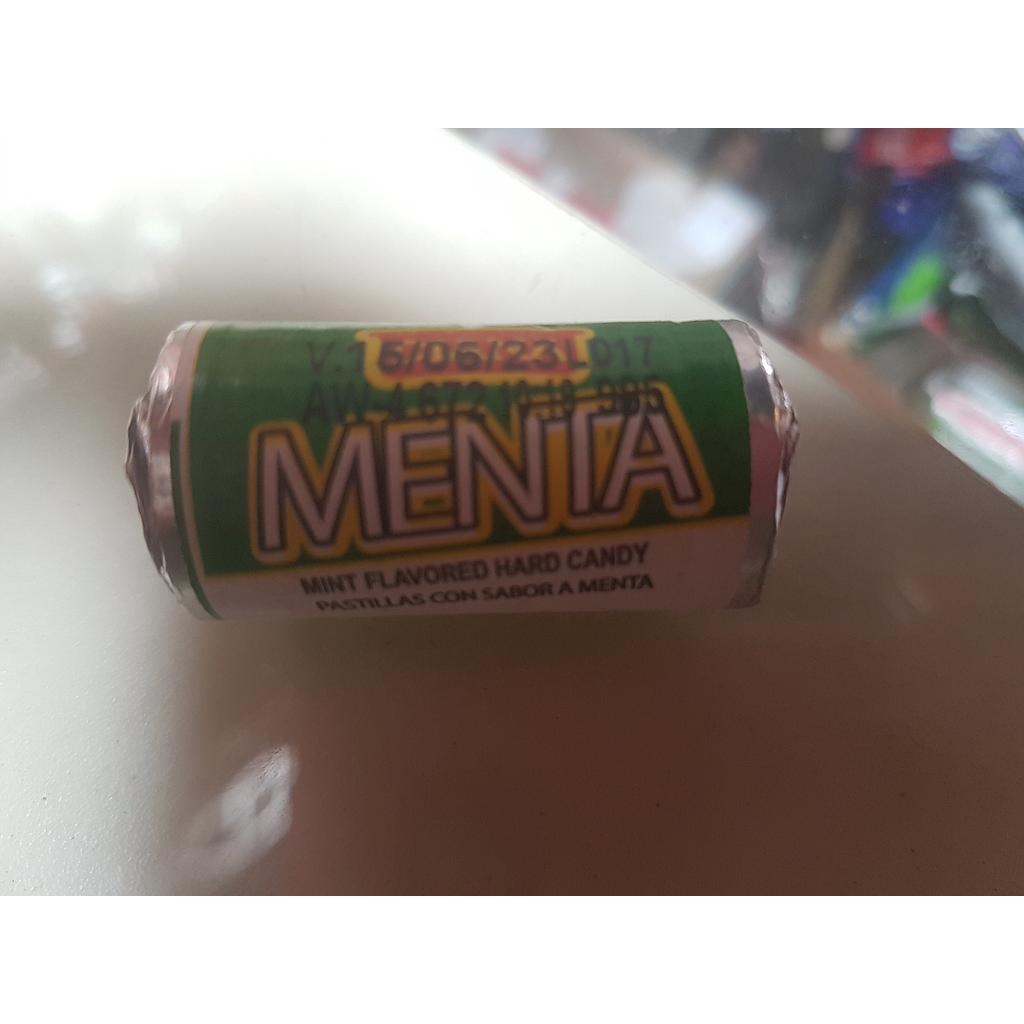 V.15/06/23L017
MENTA
MINT FLAVORED HARD CANDY
PASTILLAS CON SABOR A MENTA